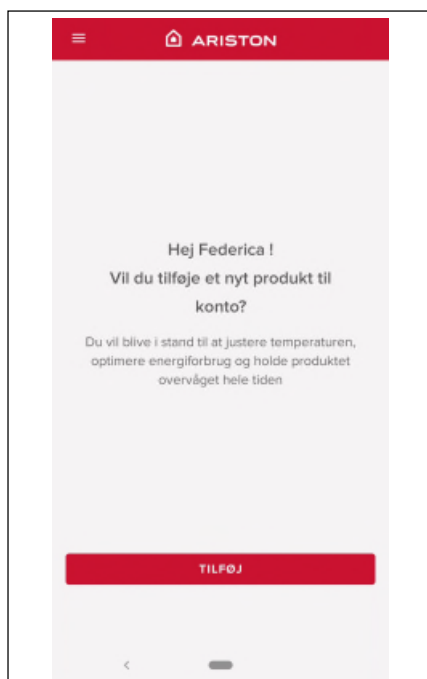 ARISTON
Hej Federica !
Vil du tilføje et nyt produkt til
konto?
Du vil blive i stand til at justere temperaturen,
optimere energiforbrug og holde produktet
overvåget hele tiden
TILFØJ